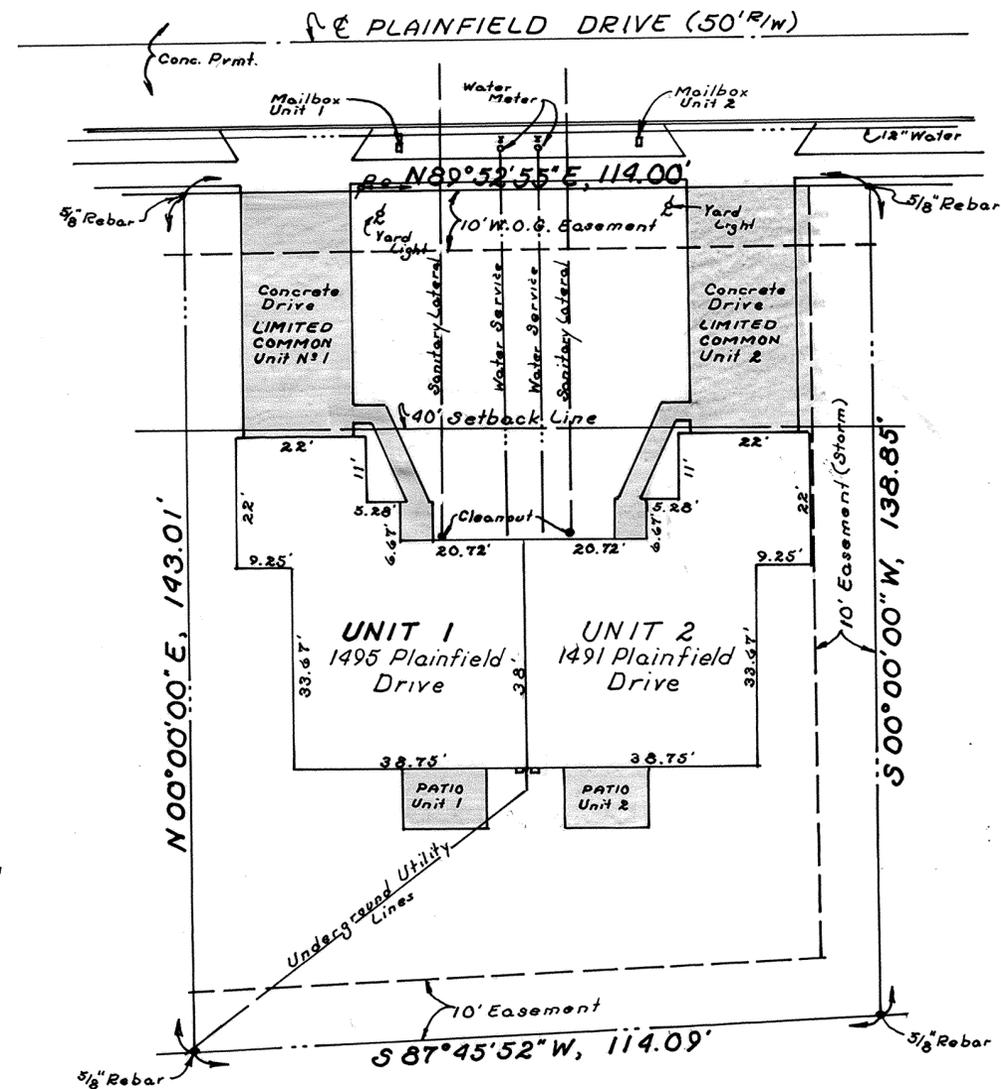 ℄ PLAINFIELD DRIVE (50' R/W)
Conc. Pvmt.
Mailbox
Unit 1
Water
Meter
Mailbox
Unit 2
12" Water
N89°52'55"E, 114.00'
5/8" Rebar
5/8" Rebar
℄
Yard
Light
10' W.O.G. Easement
℄
Yard
Light
Concrete
Drive
LIMITED
COMMON
Unit Nº 1
Sanitary Lateral
Water Service
Water Service
Sanitary Lateral
Concrete
Drive
LIMITED
COMMON
Unit 2
40' Setback Line
22'
22'
11'
11'
22'
22'
5.28'
5.28'
6.67'
6.67'
Cleanout
20.72'
20.72'
9.25'
9.25'
10' Easement (Storm)
N 00°00'00" E, 143.01'
S 00°00'00" W, 138.85'
UNIT 1
1495 Plainfield
Drive
UNIT 2
1491 Plainfield
Drive
33.67'
38
33.67'
38.75'
38.75'
PATIO
Unit 1
PATIO
Unit 2
Underground Utility
Lines
10' Easement
S 87°45'52" W, 114.09'
5/8" Rebar
5/8" Rebar